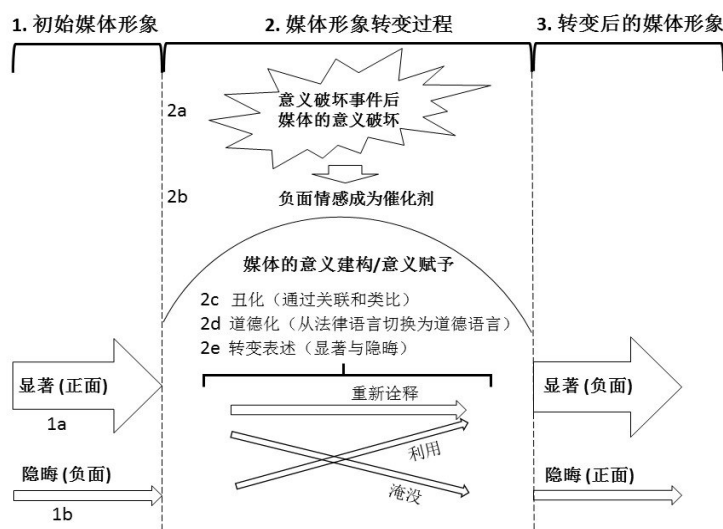 1. 初始媒体形象
2. 媒体形象转变过程
3. 转变后的媒体形象
2a
意义破坏事件后
媒体的意义破坏
2b
负面情感成为催化剂
媒体的意义建构/意义赋予
2c 丑化（通过关联和类比）
2d 道德化（从法律语言切换为道德语言）
2e 转变表述（显著与隐晦）
显著 (正面)
1a
重新诠释
利用
淹没
显著 (负面)
隐晦 (负面)
1b
隐晦 (正面)